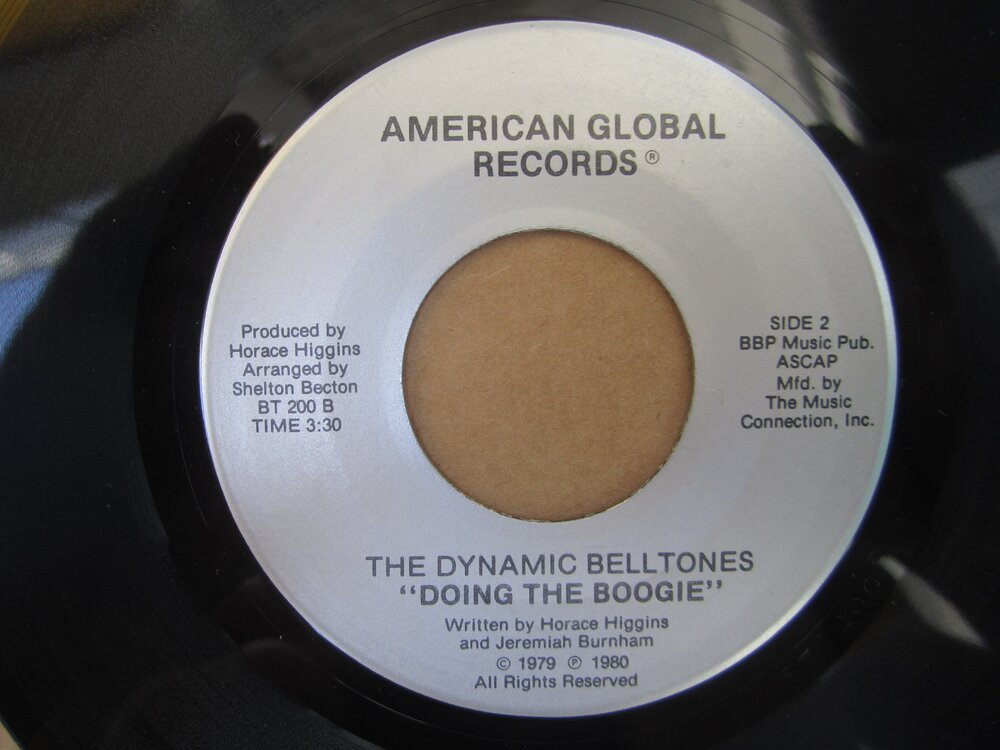 AMERICAN GLOBAL
RECORDS ®
Produced by
Horace Higgins
Arranged by
Shelton Becton
BT 200 B
TIME 3:30
SIDE 2
BBP Music Pub.
ASCAP
Mfd. by
The Music
Connection, Inc.
THE DYNAMIC BELLTONES
“DOING THE BOOGIE”
Written by Horace Higgins
and Jeremiah Burnham
© 1979 ℗ 1980
All Rights Reserved